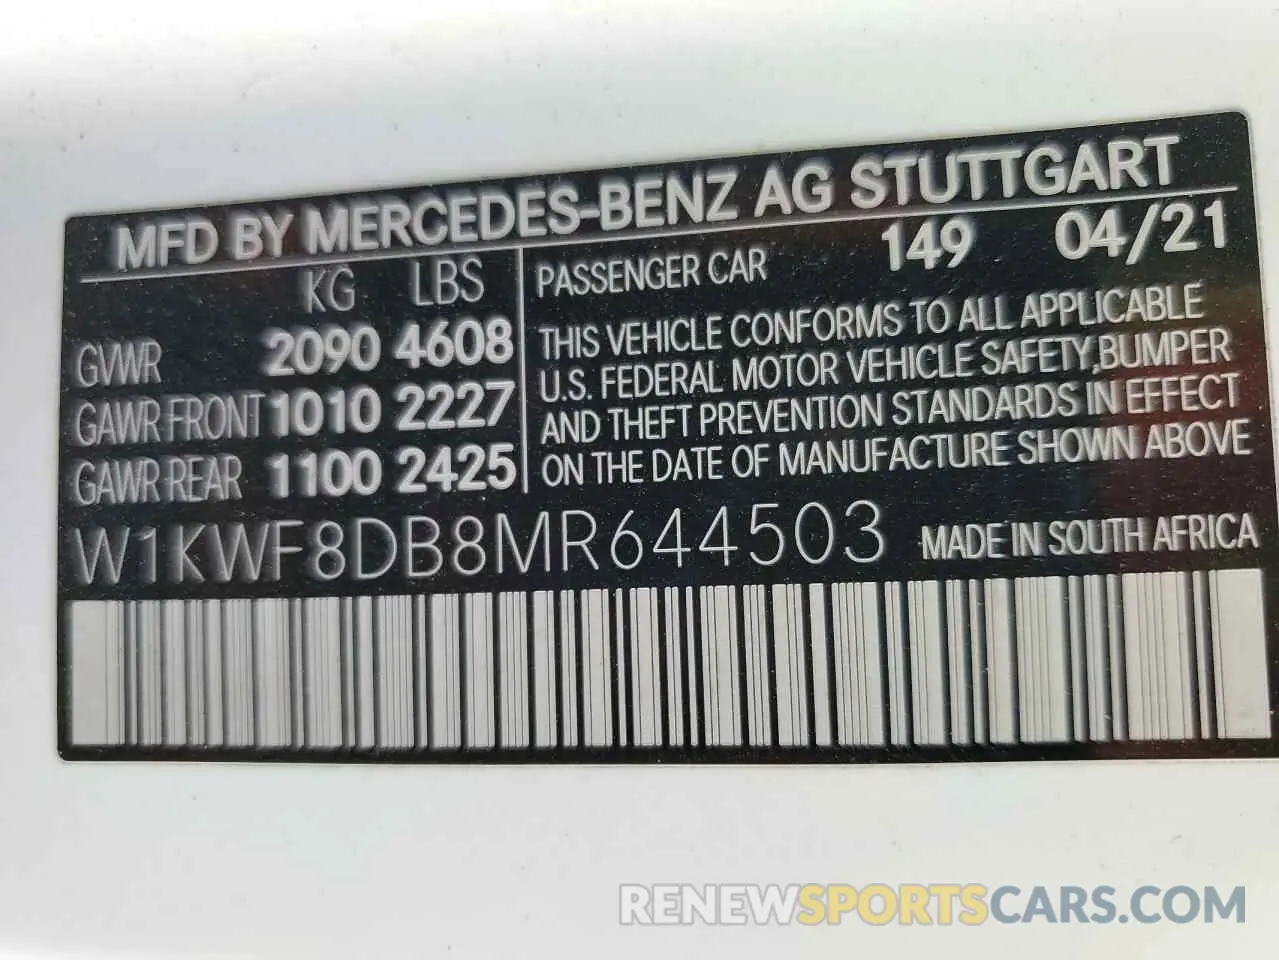 MFD BY MERCEDES-BENZ AG STUTTGART
KG LBS
GVWR 2090 4608
GAWR FRONT 1010 2227
GAWR REAR 1100 2425
PASSENGER CAR 149 04/21
THIS VEHICLE CONFORMS TO ALL APPLICABLE
U.S. FEDERAL MOTOR VEHICLE SAFETY,BUMPER
AND THEFT PREVENTION STANDARDS IN EFFECT
ON THE DATE OF MANUFACTURE SHOWN ABOVE
W1KWF8DB8MR644503 MADE IN SOUTH AFRICA
RENEWSPORTSCARS.COM